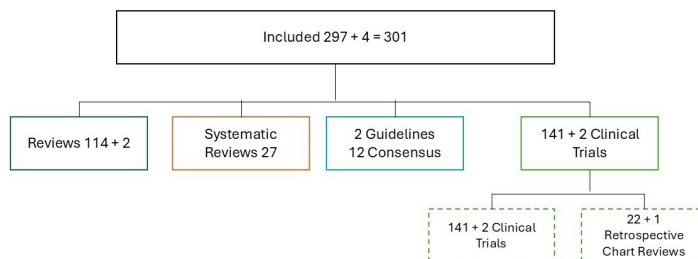 Included 297 + 4 = 301
Reviews 114 + 2
Systematic
Reviews 27
2 Guidelines
12 Consensus
141 + 2 Clinical
Trials
141 + 2 Clinical
Trials
22 + 1
Retrospective
Chart Reviews